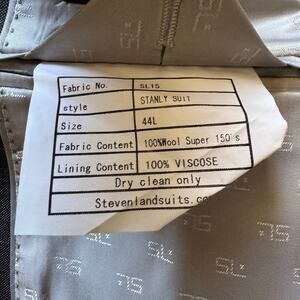 Fabric No. SL15
style STANLY SUIT
Size 44L
Fabric Content 100%Wool Super 150's
Lining Content 100% VISCOSE
Dry clean only
Stevenlandsuits.co